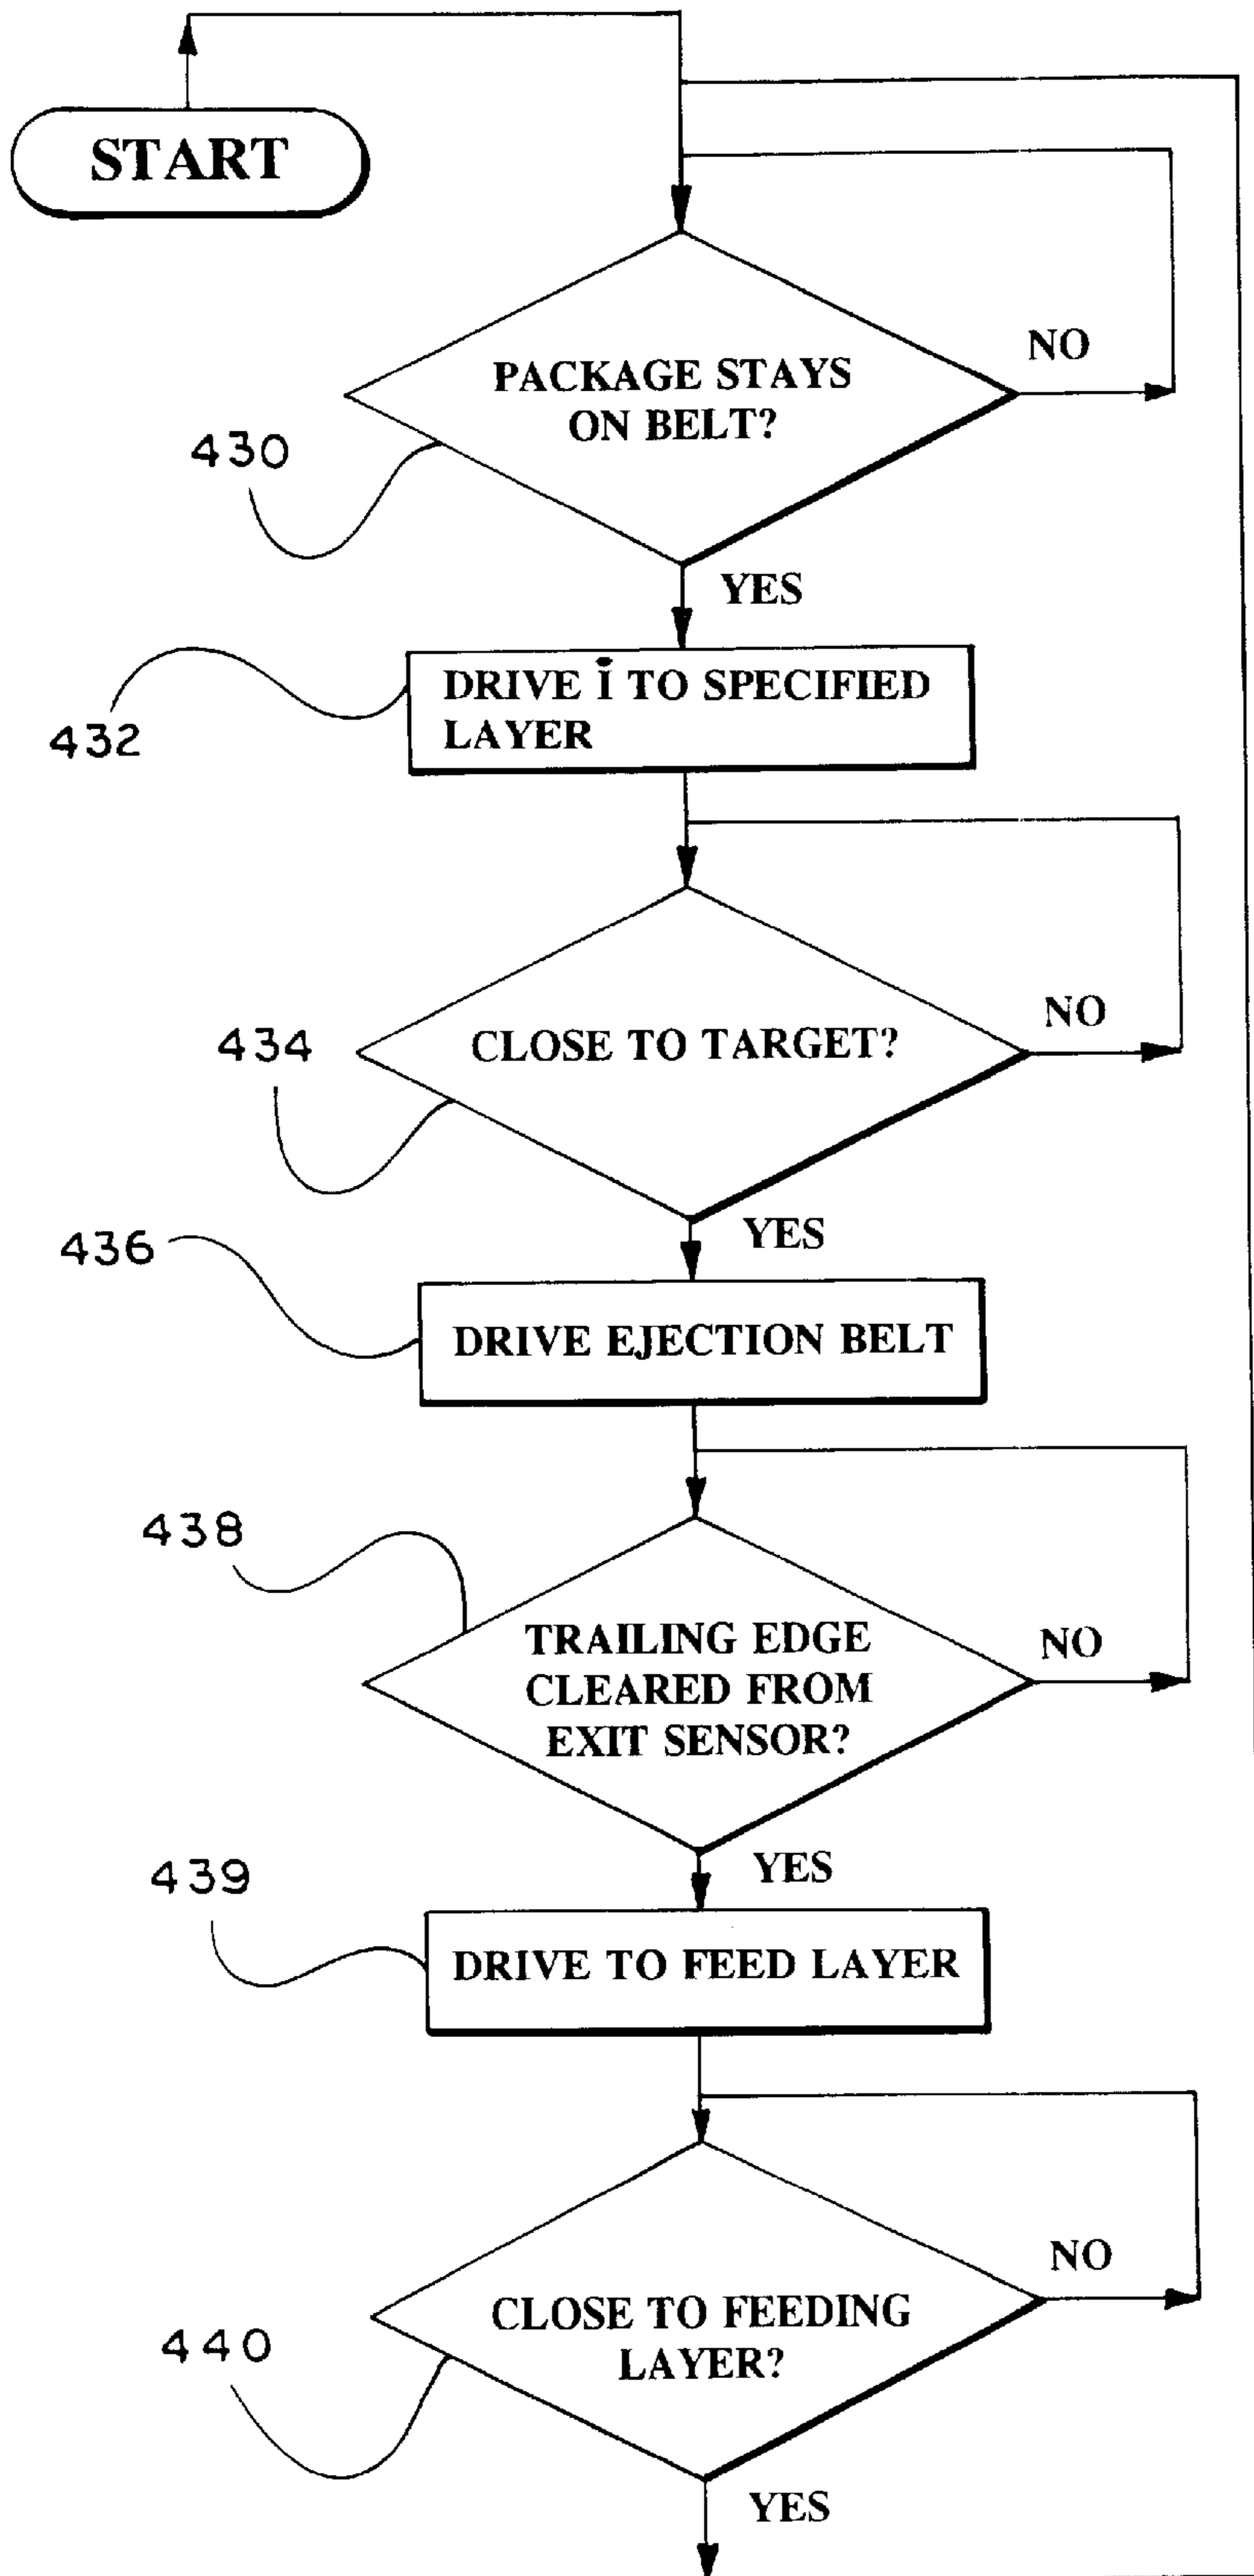 START
PACKAGE STAYS
ON BELT?
NO
430
YES
DRIVE i TO SPECIFIED
LAYER
432
CLOSE TO TARGET?
NO
434
YES
436
DRIVE EJECTION BELT
438
TRAILING EDGE
CLEARED FROM
EXIT SENSOR?
NO
YES
439
DRIVE TO FEED LAYER
NO
CLOSE TO FEEDING
LAYER?
440
YES